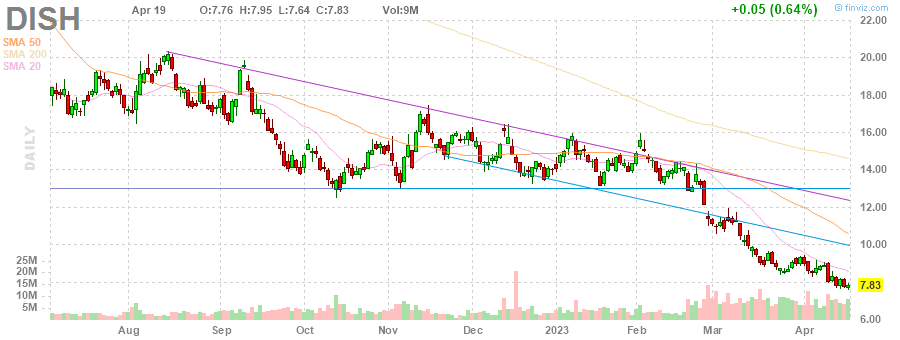 DISH Apr 19 O:7.76 H:7.95 L:7.64 C:7.83 Vol:9M +0.05 (0.64%)
© finviz.com
SMA 50
SMA 200
SMA 20
DAILY
22.00
20.00
18.00
16.00
14.00
12.00
10.00
7.83
6.00
25M
20M
15M
10M
5M
Aug Sep Oct Nov Dec 2023 Feb Mar Apr